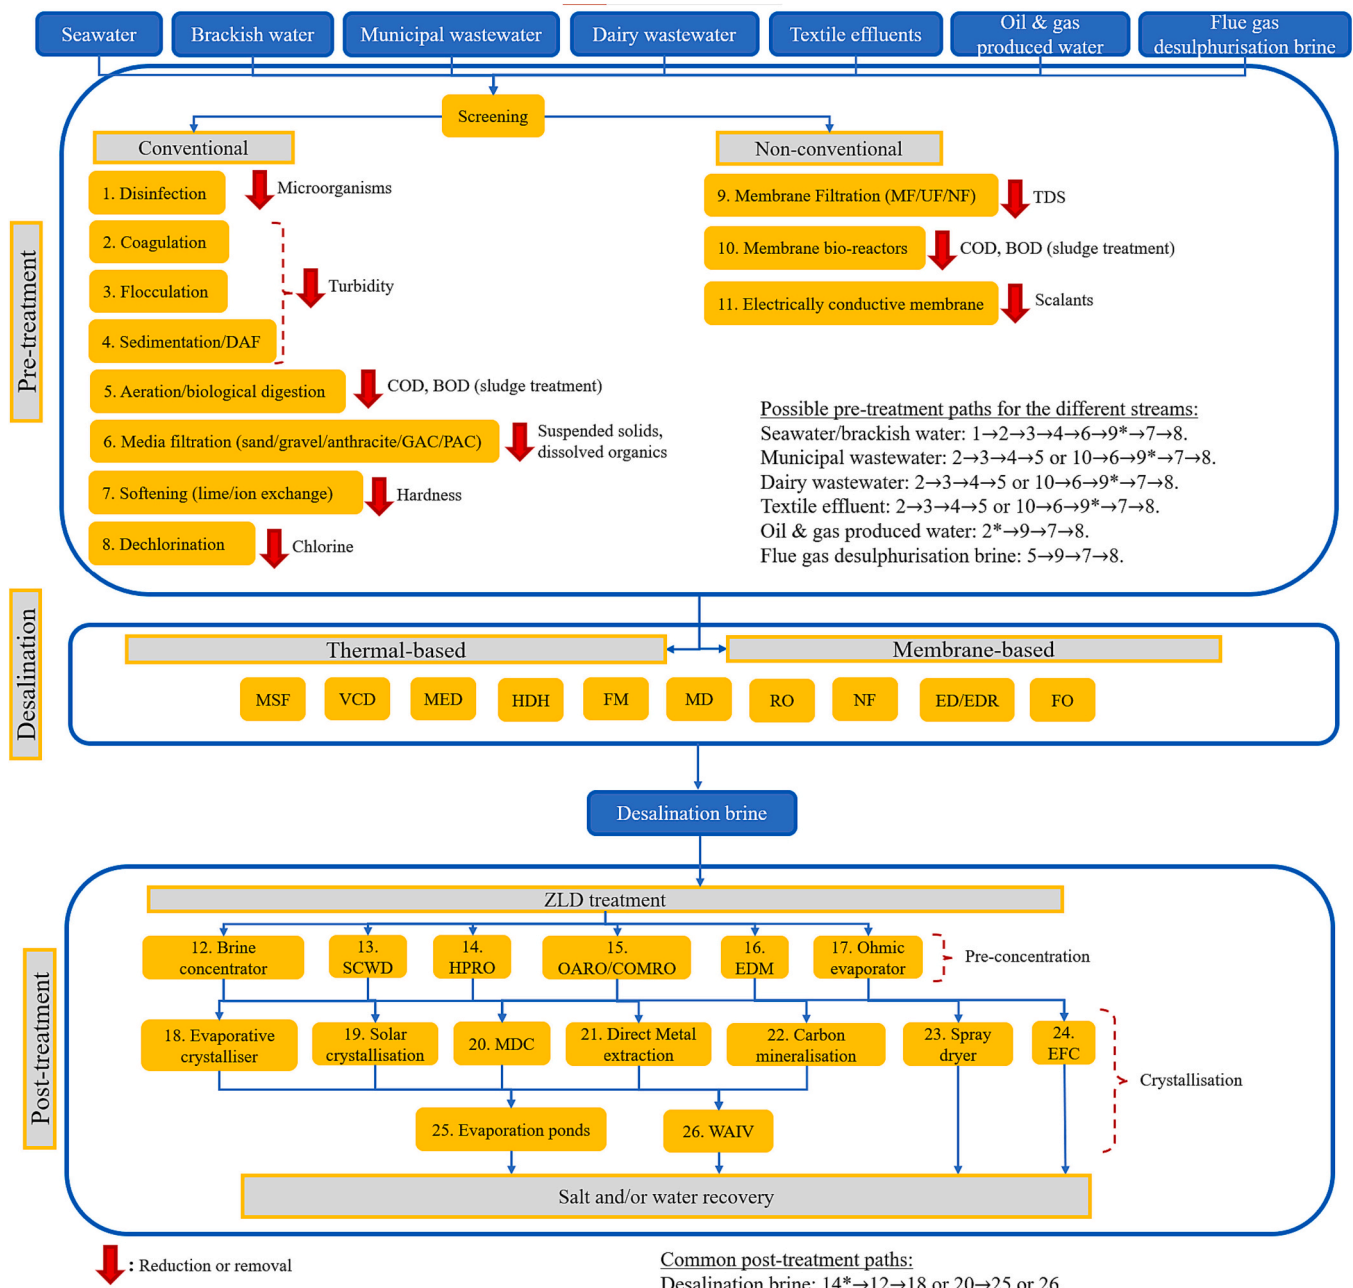 Seawater
Brackish water
Municipal wastewater
Dairy wastewater
Textile effluents
Oil & gas
produced water
Flue gas
desulphurisation brine
Screening
Pre-treatment
Conventional
1. Disinfection
Microorganisms
2. Coagulation
3. Flocculation
Turbidity
4. Sedimentation/DAF
5. Aeration/biological digestion
COD, BOD (sludge treatment)
6. Media filtration (sand/gravel/anthracite/GAC/PAC)
Suspended solids,
dissolved organics
7. Softening (lime/ion exchange)
Hardness
8. Dechlorination
Chlorine
Non-conventional
9. Membrane Filtration (MF/UF/NF)
TDS
10. Membrane bio-reactors
COD, BOD (sludge treatment)
11. Electrically conductive membrane
Scalants
Possible pre-treatment paths for the different streams:
Seawater/brackish water: 1→2→3→4→6→9*→7→8.
Municipal wastewater: 2→3→4→5 or 10→6→9*→7→8.
Dairy wastewater: 2→3→4→5 or 10→6→9*→7→8.
Textile effluent: 2→3→4→5 or 10→6→9*→7→8.
Oil & gas produced water: 2*→9→7→8.
Flue gas desulphurisation brine: 5→9→7→8.
Desalination
Thermal-based
Membrane-based
MSF
VCD
MED
HDH
FM
MD
RO
NF
ED/EDR
FO
Desalination brine
Post-treatment
ZLD treatment
12. Brine
concentrator
13.
SCWD
14.
HPRO
15.
OARO/COMRO
16.
EDM
17. Ohmic
evaporator
Pre-concentration
18. Evaporative
crystalliser
19. Solar
crystallisation
20. MDC
21. Direct Metal
extraction
22. Carbon
mineralisation
23. Spray
dryer
24.
EFC
Crystallisation
25. Evaporation ponds
26. WAIV
Salt and/or water recovery
: Reduction or removal
Common post-treatment paths:
Desalination brine: 14*→12→18 or 20→25 or 26